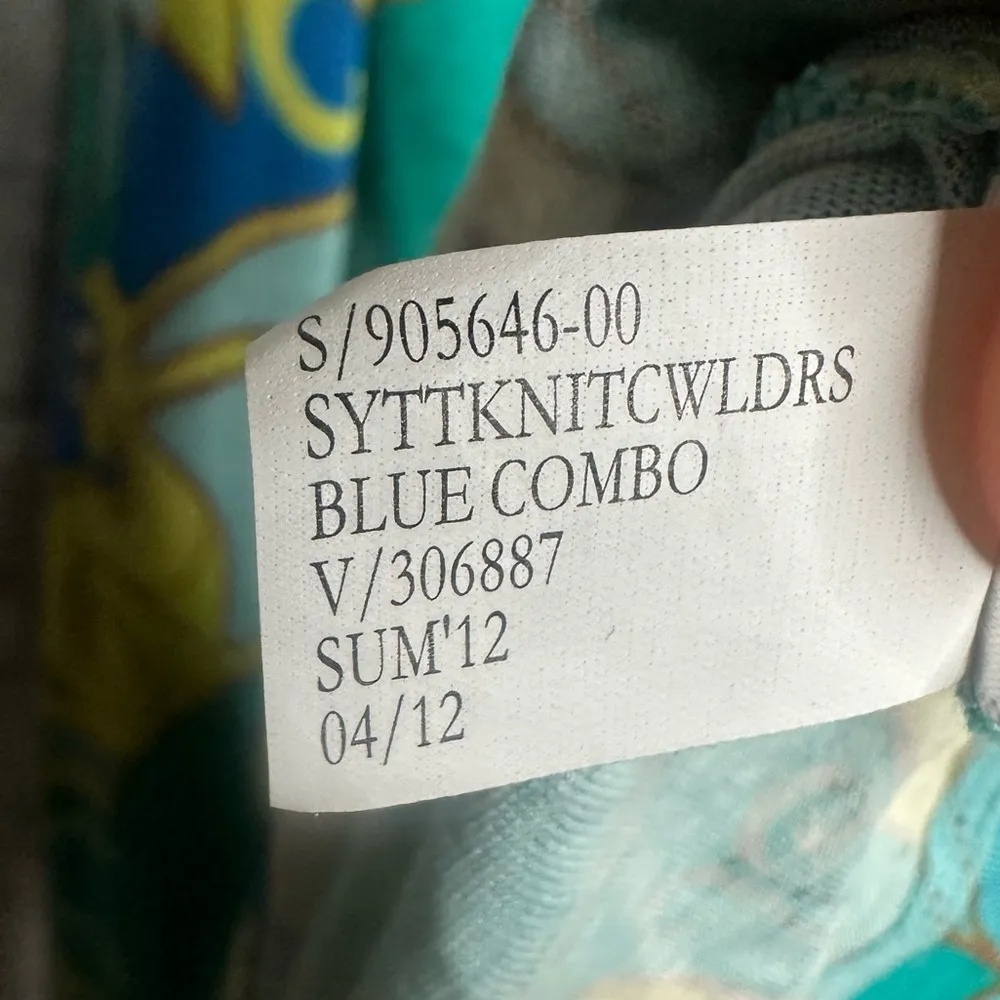 S/905646-00
SYTTKNITCWLDRS
BLUE COMBO
V/306887
SUM'12
04/12